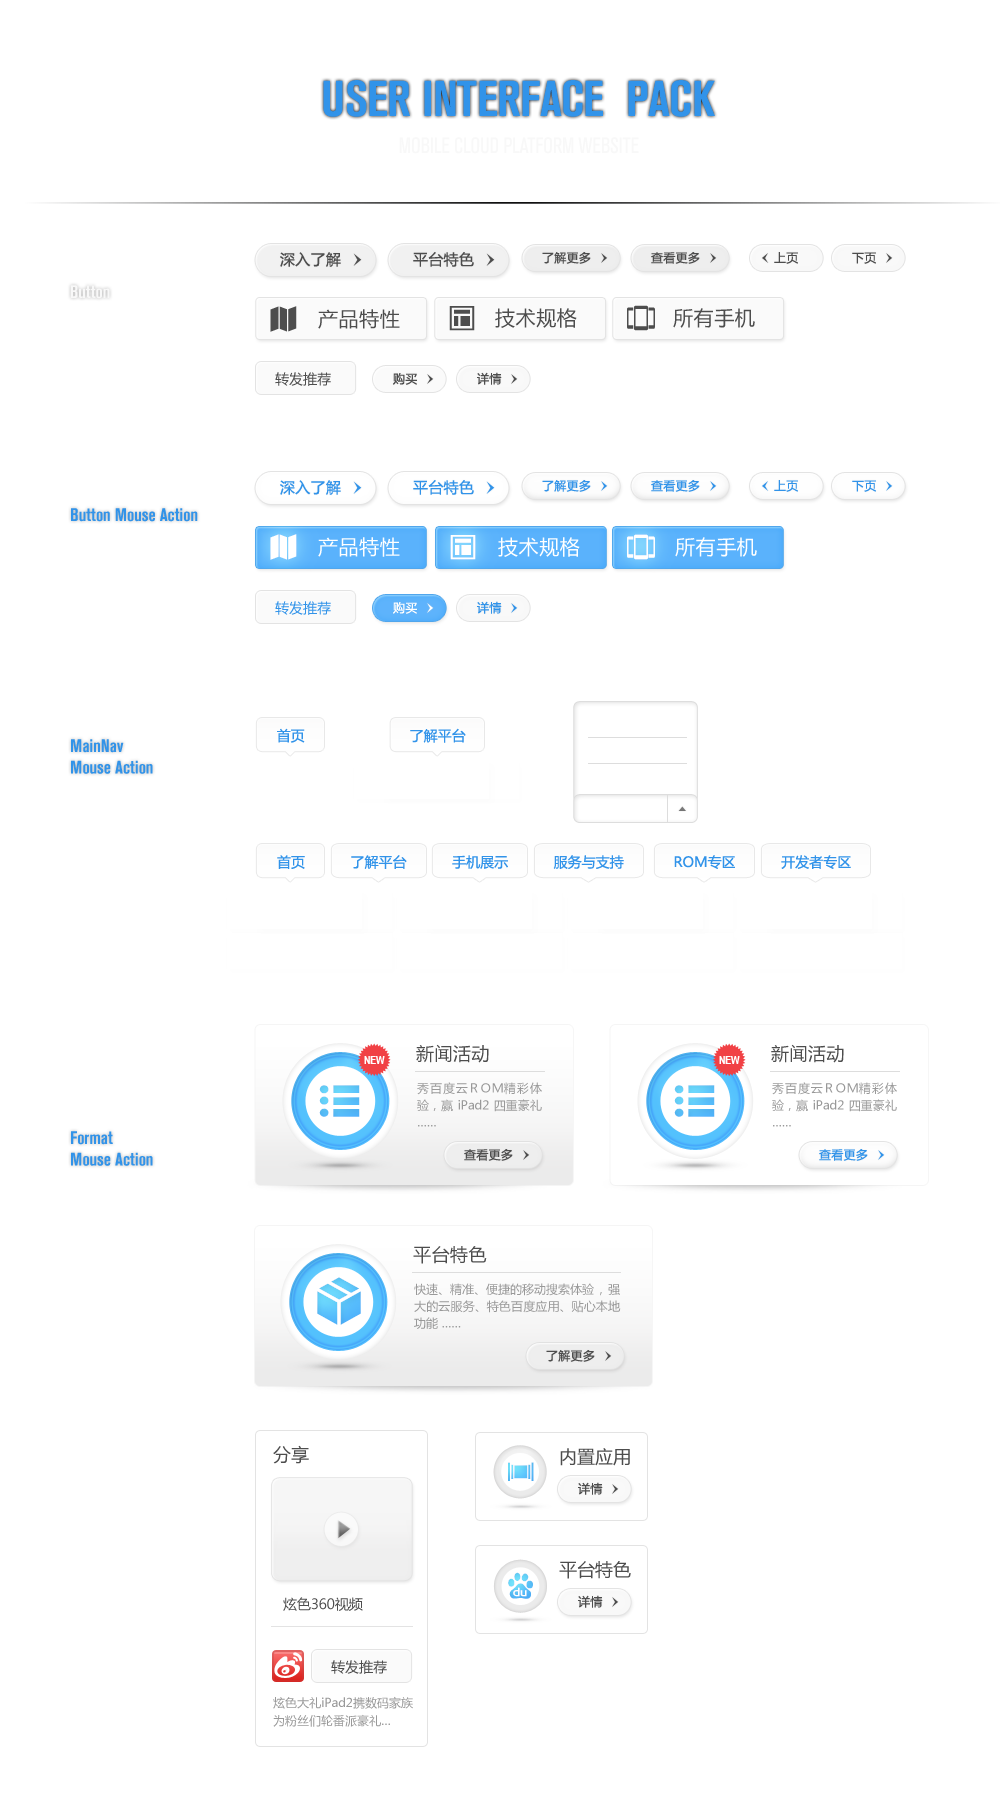 USER INTERFACE PACK
MOBILE CLOUD PLATFORM WEBSITE
Button
深入了解
平台特色
了解更多
查看更多
上页
下页
产品特性
技术规格
所有手机
转发推荐
购买
详情
Button Mouse Action
深入了解
平台特色
了解更多
查看更多
上页
下页
产品特性
技术规格
所有手机
转发推荐
购买
详情
MainNav
Mouse Action
首页
了解平台
首页
了解平台
手机展示
服务与支持
ROM专区
开发者专区
Format
Mouse Action
NEW
新闻活动
秀百度云ROM精彩体
验，赢 iPad2 四重豪礼
......
查看更多
NEW
新闻活动
秀百度云ROM精彩体
验，赢 iPad2 四重豪礼
......
查看更多
平台特色
快速、精准、便捷的移动搜索体验，强
大的云服务、特色百度应用、贴心本地
功能 ......
了解更多
分享
炫色360视频
转发推荐
炫色大礼iPad2携数码家族
为粉丝们轮番派豪礼...
内置应用
详情
du
平台特色
详情